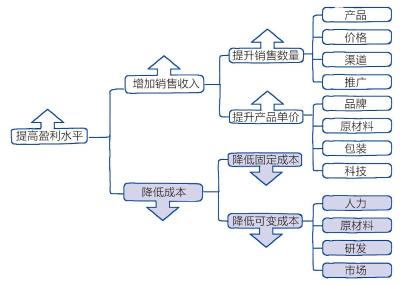 提高盈利水平
增加销售收入
提升销售数量
产品
价格
渠道
推广
提升产品单价
品牌
原材料
包装
科技
降低成本
降低固定成本
降低可变成本
人力
原材料
研发
市场